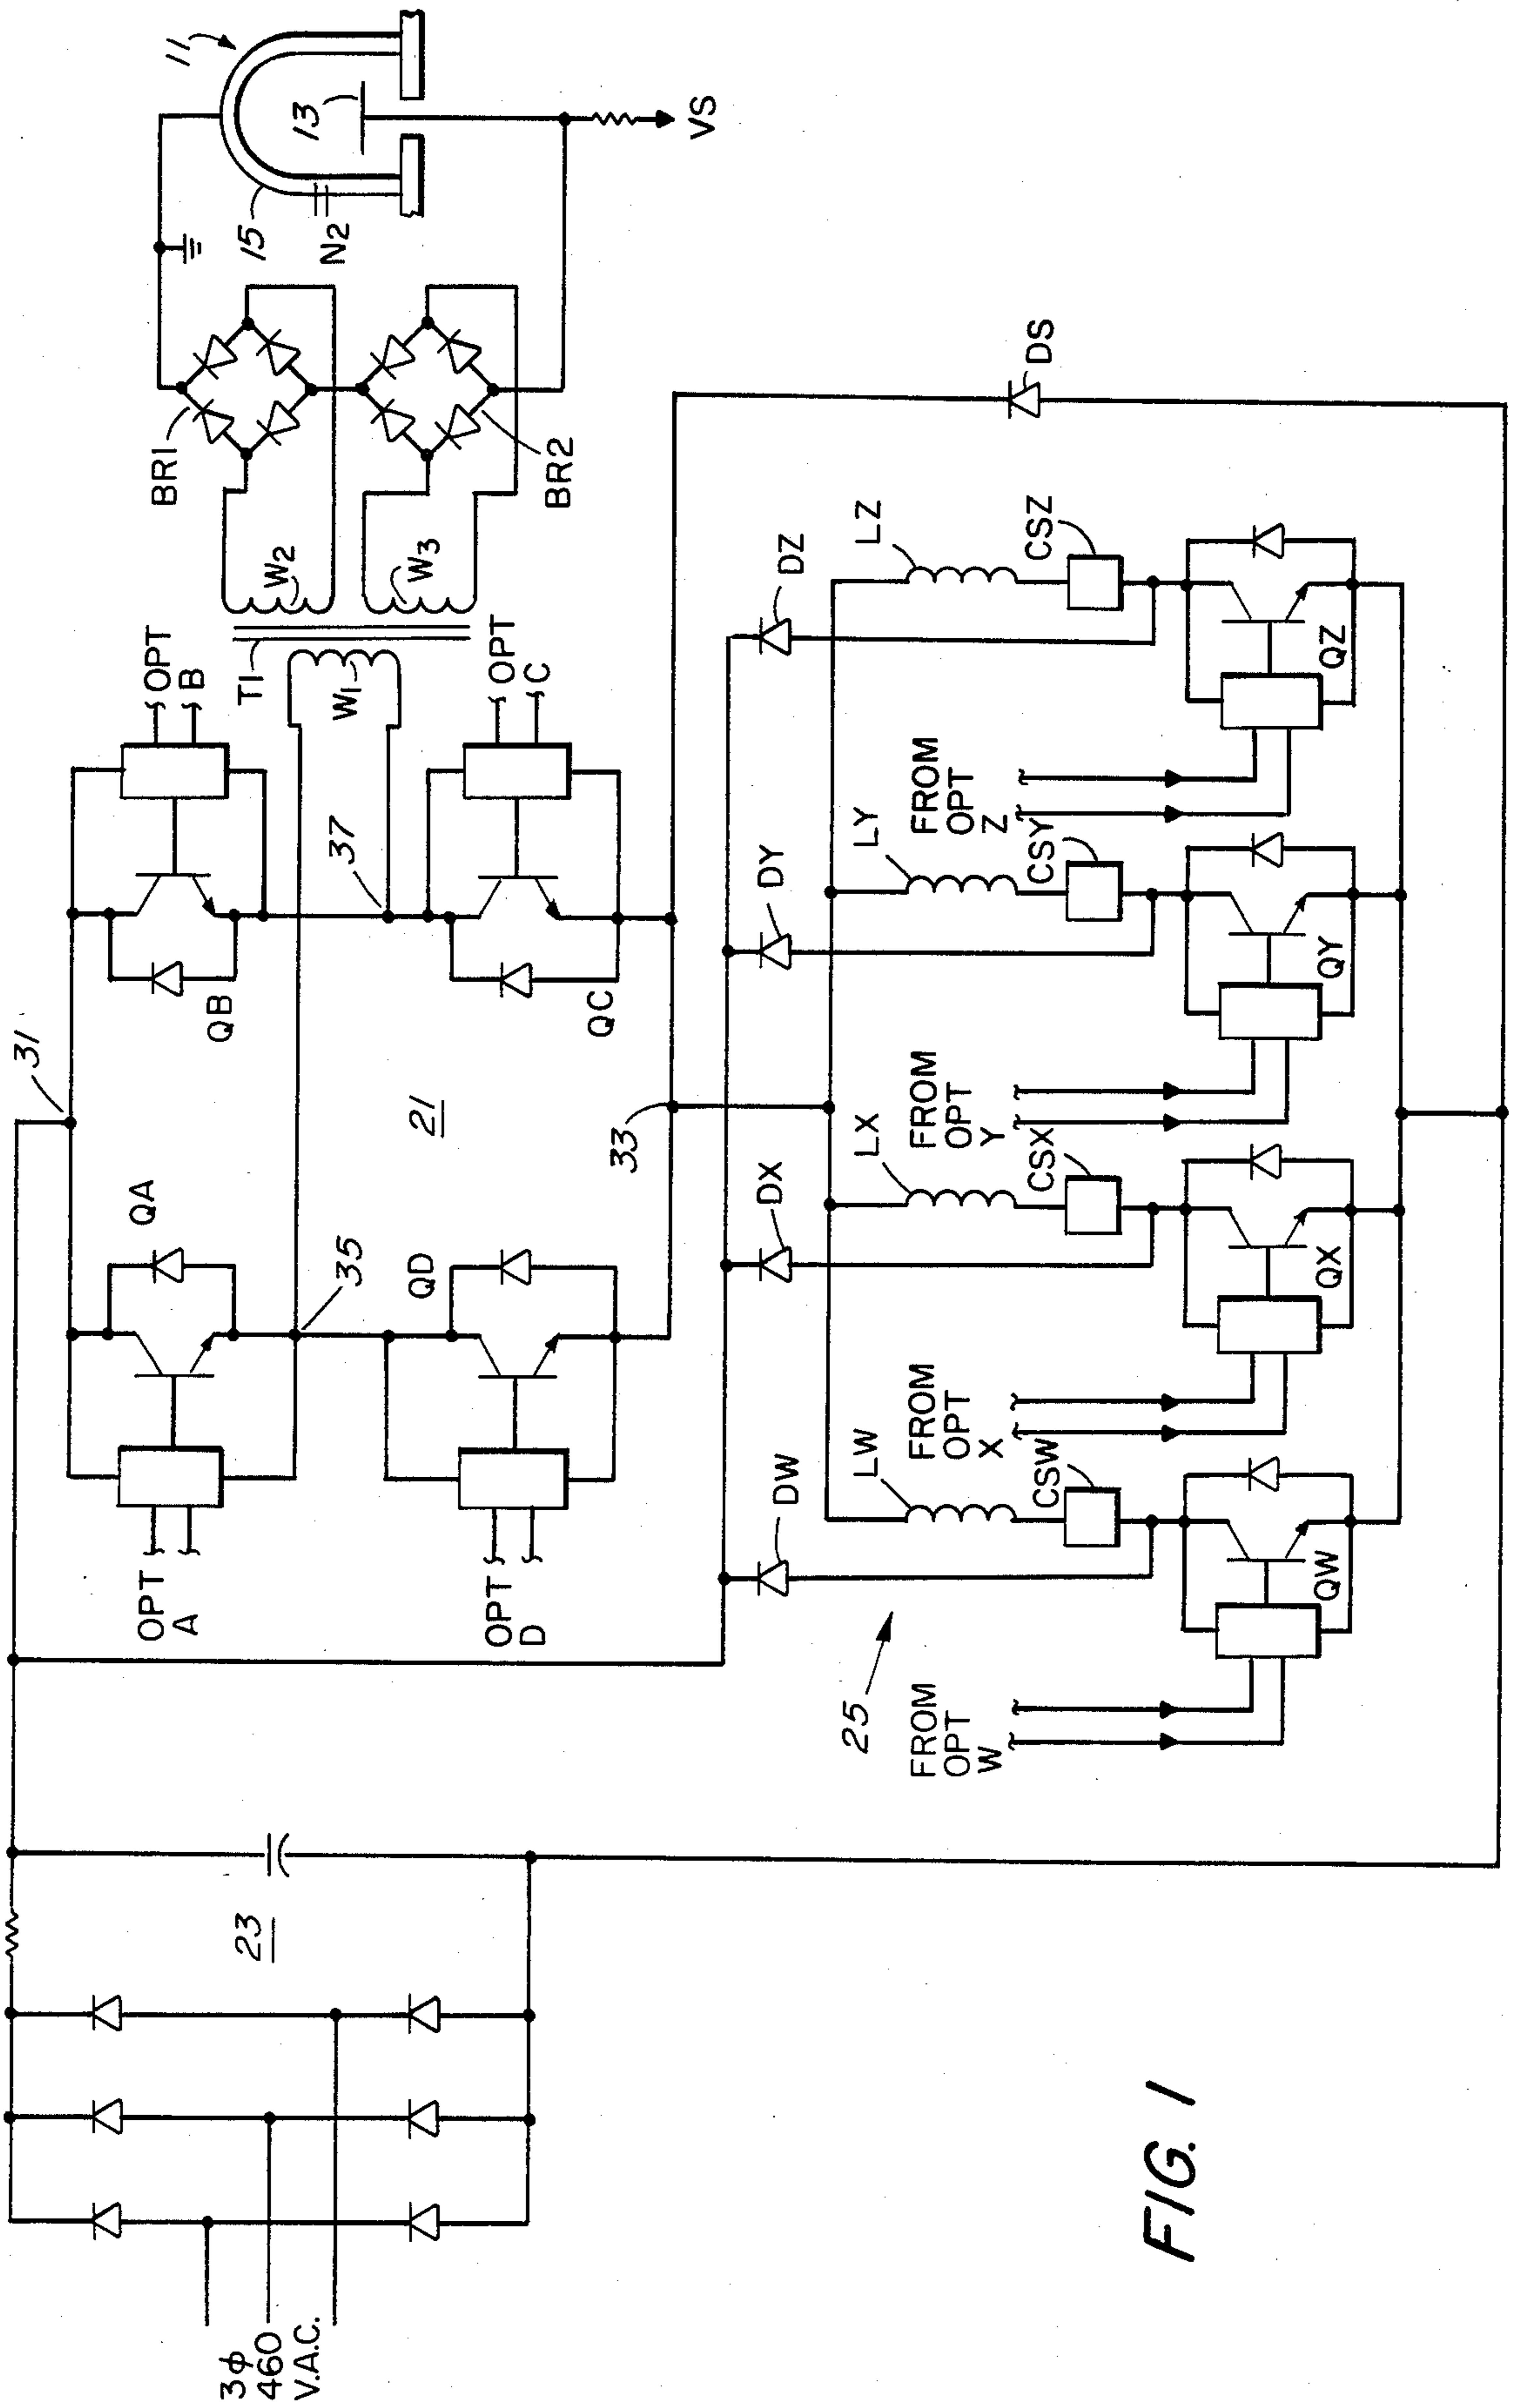 3ϕ
460
V.A.C.
23
31
OPT
A
QA
QB
OPT
B
35
37
21
T1
W1
W2
W3
BR1
BR2
11
13
15
N2
VS
OPT
D
QD
QC
OPT
C
33
DW
DX
DY
DZ
DS
25
LW
LX
LY
LZ
CSW
CSX
CSY
CSZ
FROM
OPT
W
FROM
OPT
X
FROM
OPT
Y
FROM
OPT
Z
QW
QX
QY
QZ
FIG. 1